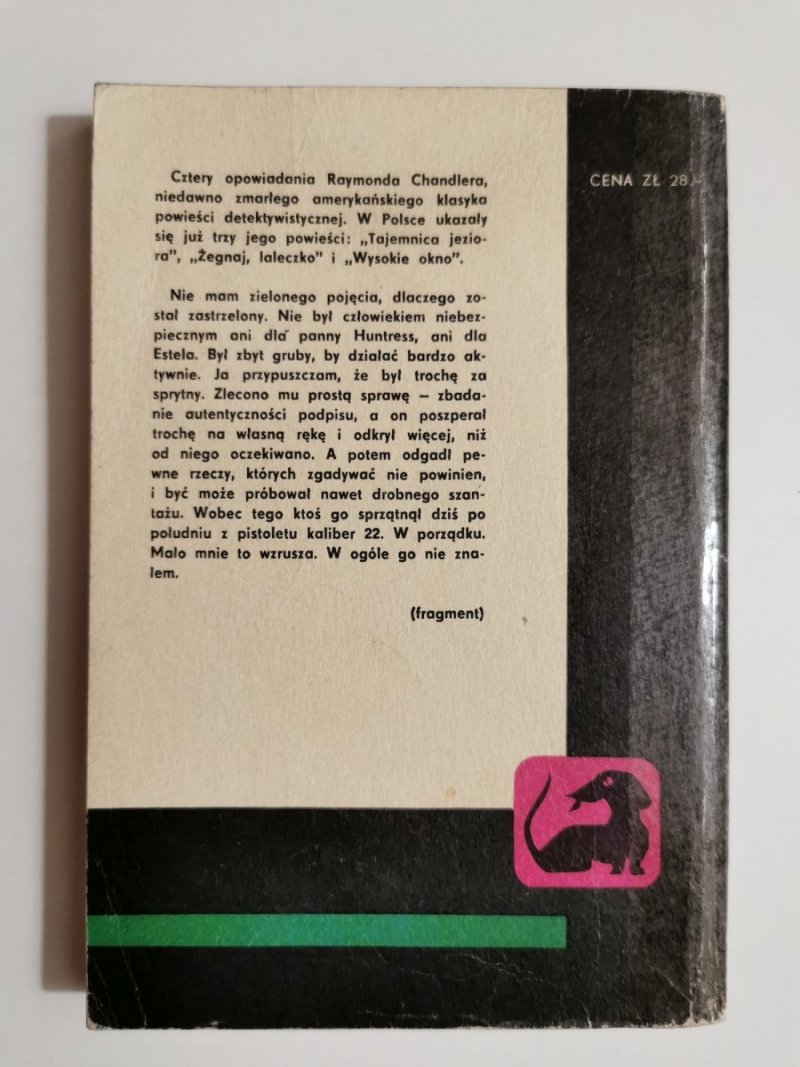 Cztery opowiadania Raymonda Chandlera,
niedawno zmarłego amerykańskiego klasyka
powieści detektywistycznej. W Polsce ukazały
się już trzy jego powieści: „Tajemnica jezio-
ra", „Żegnaj, laleczko" i „Wysokie okno".
Nie mam zielonego pojęcia, dlaczego zo-
stał zastrzelony. Nie był człowiekiem niebez-
piecznym ani dla panny Huntress, ani dla
Estela. Był zbyt gruby, by działać bardzo ak-
tywnie. Ja przypuszczam, że był trochę za
sprytny. Zlecono mu prostą sprawę — zbada-
nie autentyczności podpisu, a on poszperał
trochę na własną rękę i odkrył więcej, niż
od niego oczekiwano. A potem odgadł pe-
wne rzeczy, których zgadywać nie powinien,
i być może próbował nawet drobnego szan-
tażu. Wobec tego ktoś go sprzątnął dziś po
południu z pistoletu kaliber 22. W porządku.
Mało mnie to wzrusza. W ogóle go nie zna-
łem.
(fragment)
CENA ZŁ 28,-